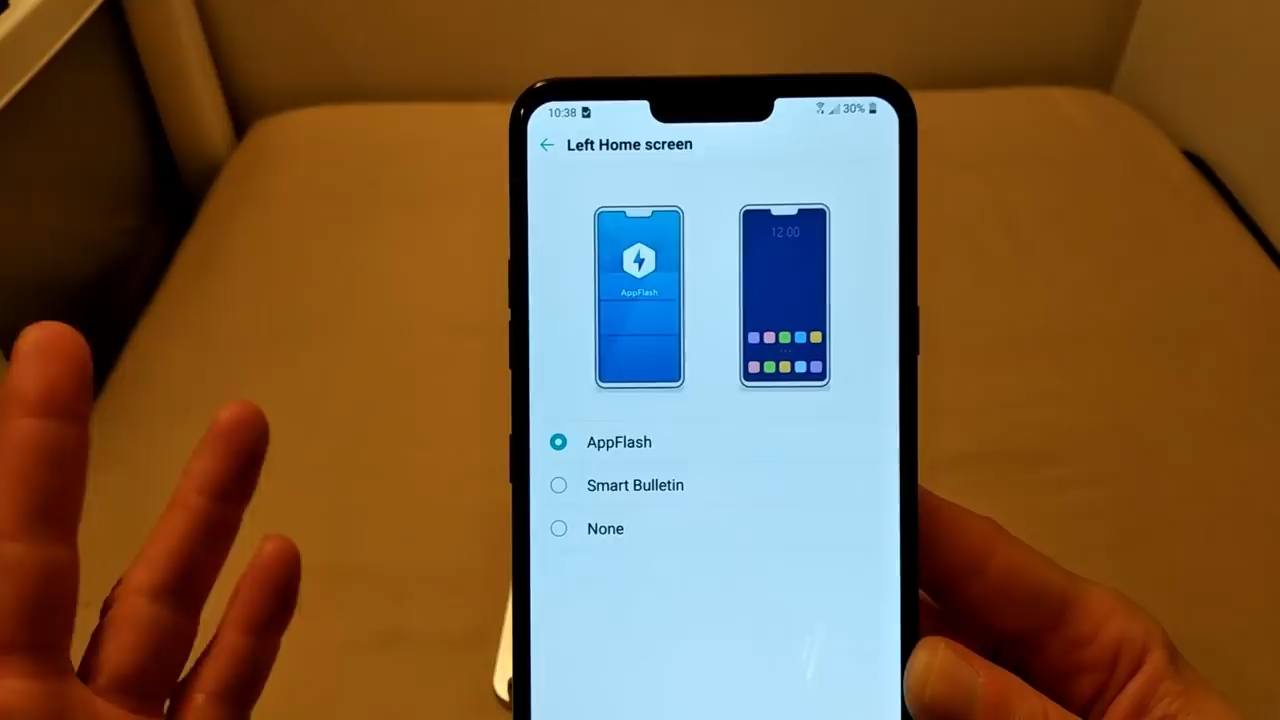 10:38
30%
Left Home screen
12:00
AppFlash
AppFlash
Smart Bulletin
None